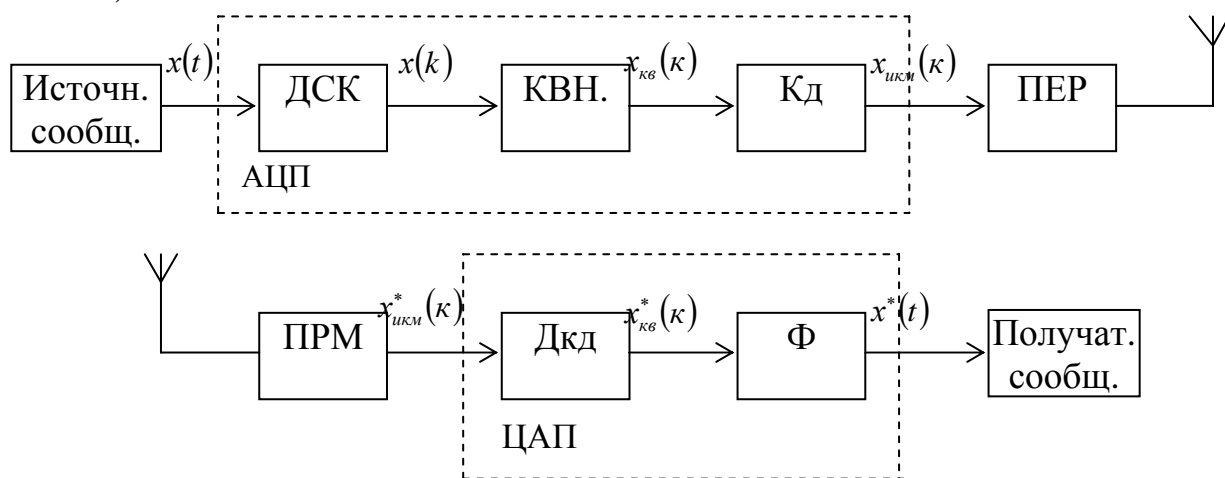 x(t)
x(k)
x_кв(к)
x_икм(к)
Источн.
сообщ.
ДСК
КВН.
Кд
ПЕР
АЦП
x*_икм(к)
x*_кв(к)
x*(t)
ПРМ
Дкд
Ф
Получат.
сообщ.
ЦАП